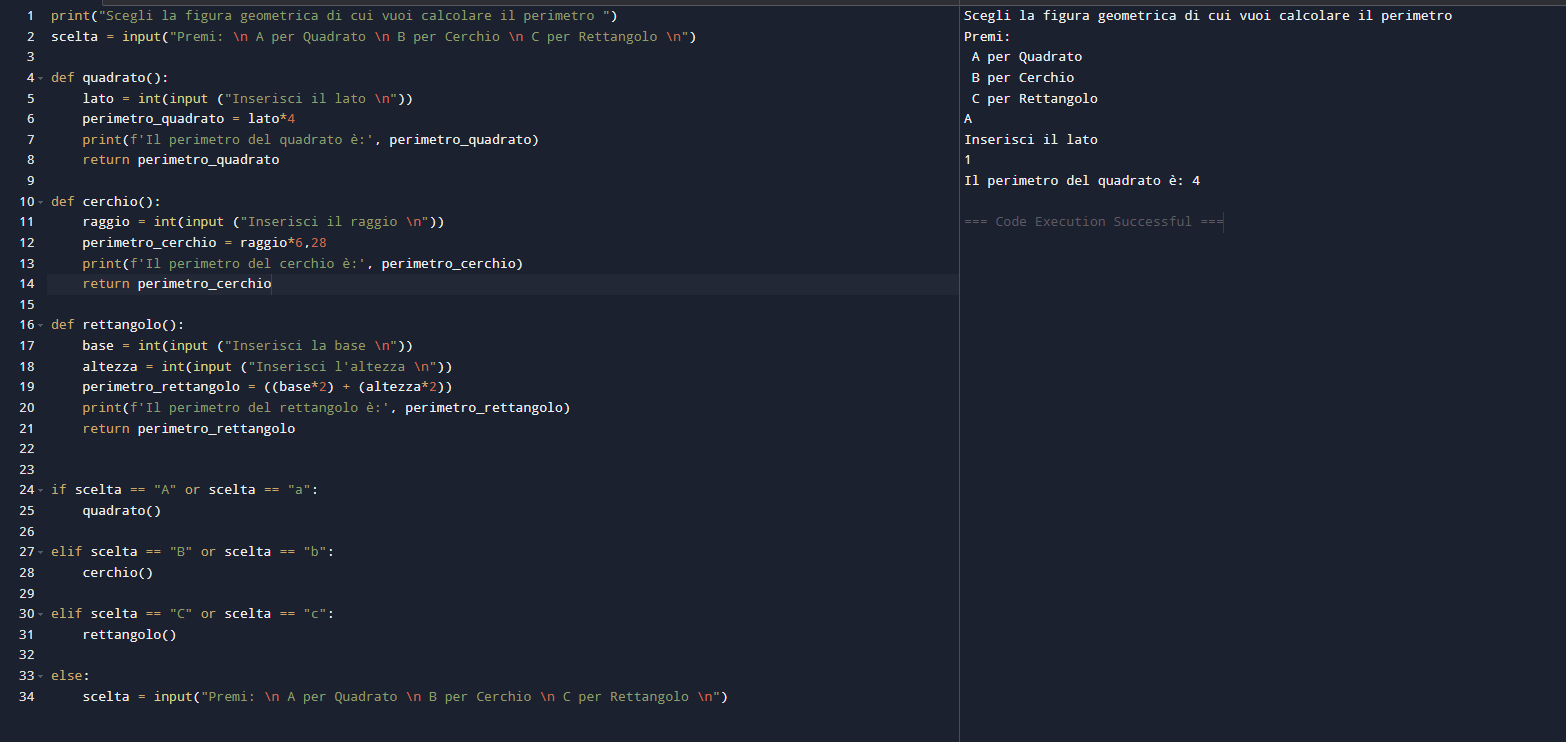 1 print("Scegli la figura geometrica di cui vuoi calcolare il perimetro ")
2 scelta = input("Premi: \n A per Quadrato \n B per Cerchio \n C per Rettangolo \n")
3
4 def quadrato():
5 lato = int(input ("Inserisci il lato \n"))
6 perimetro_quadrato = lato*4
7 print(f'Il perimetro del quadrato è:', perimetro_quadrato)
8 return perimetro_quadrato
9
10 def cerchio():
11 raggio = int(input ("Inserisci il raggio \n"))
12 perimetro_cerchio = raggio*6,28
13 print(f'Il perimetro del cerchio è:', perimetro_cerchio)
14 return perimetro_cerchio
15
16 def rettangolo():
17 base = int(input ("Inserisci la base \n"))
18 altezza = int(input ("Inserisci l'altezza \n"))
19 perimetro_rettangolo = ((base*2) + (altezza*2))
20 print(f'Il perimetro del rettangolo è:', perimetro_rettangolo)
21 return perimetro_rettangolo
22
23
24 if scelta == "A" or scelta == "a":
25 quadrato()
26
27 elif scelta == "B" or scelta == "b":
28 cerchio()
29
30 elif scelta == "C" or scelta == "c":
31 rettangolo()
32
33 else:
34 scelta = input("Premi: \n A per Quadrato \n B per Cerchio \n C per Rettangolo \n")
Scegli la figura geometrica di cui vuoi calcolare il perimetro
Premi:
A per Quadrato
B per Cerchio
C per Rettangolo
A
Inserisci il lato
1
Il perimetro del quadrato è: 4
=== Code Execution Successful ===